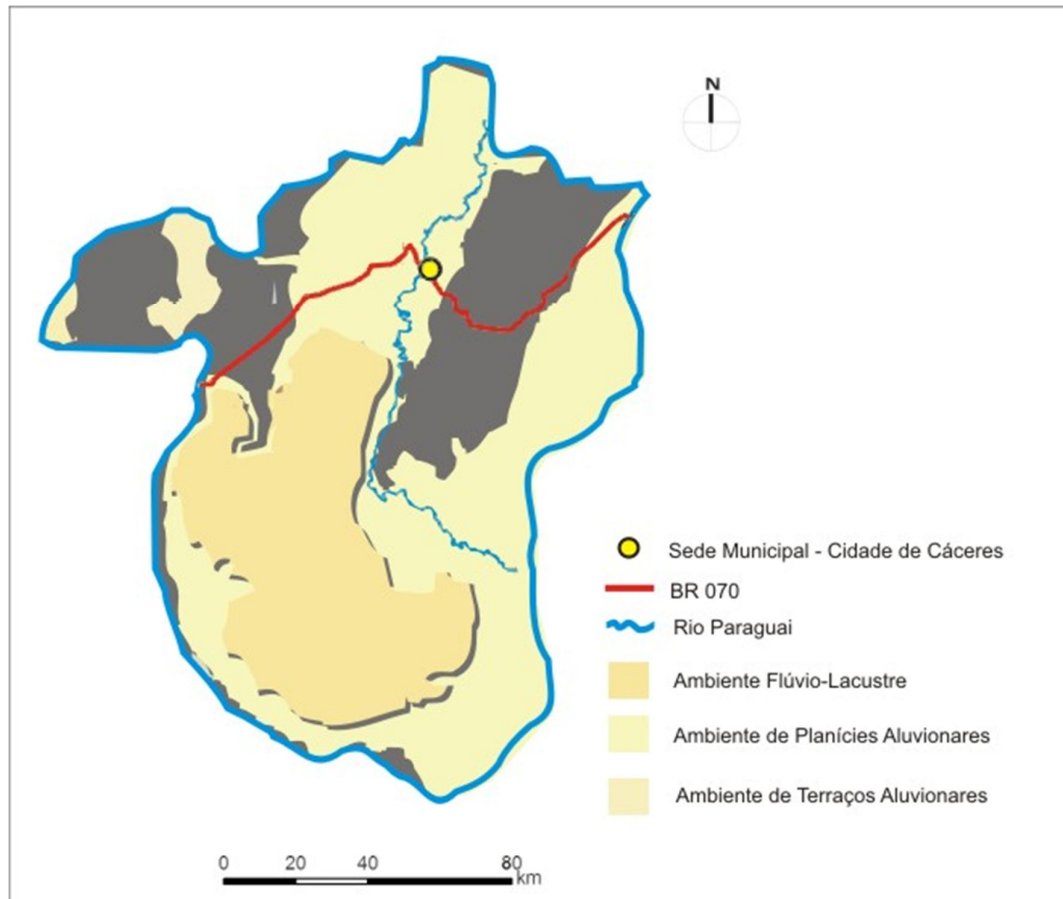 N
Sede Municipal - Cidade de Cáceres
BR 070
Rio Paraguai
Ambiente Flúvio-Lacustre
Ambiente de Planícies Aluvionares
Ambiente de Terraços Aluvionares
0 20 40 80
km